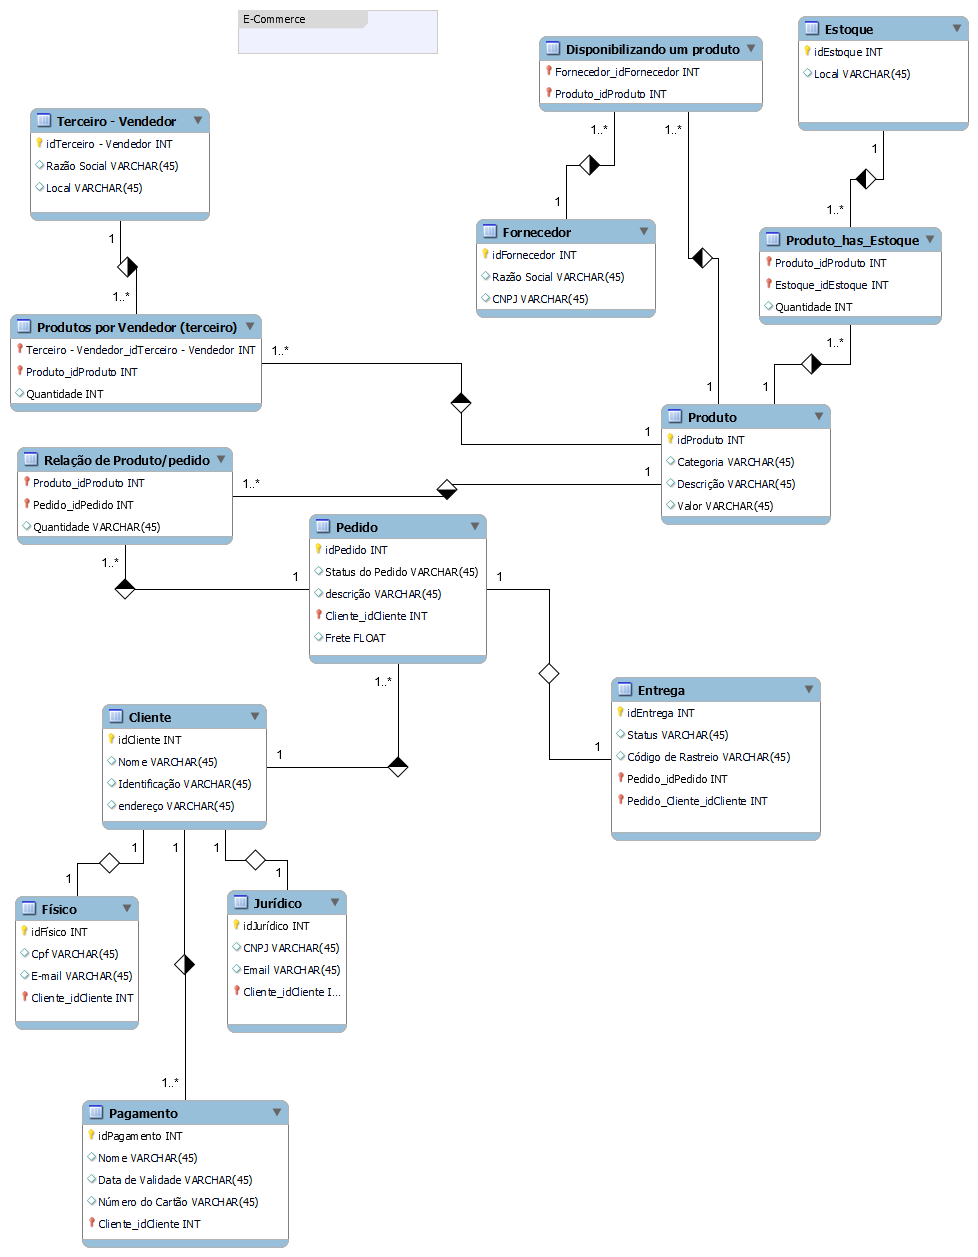 E-Commerce
Disponibilizando um produto
Fornecedor_idFornecedor INT
Produto_idProduto INT
1..*
1..*
Estoque
idEstoque INT
Local VARCHAR(45)
1
1..*
Terceiro - Vendedor
idTerceiro - Vendedor INT
Razão Social VARCHAR(45)
Local VARCHAR(45)
1
1..*
1
Fornecedor
idFornecedor INT
Razão Social VARCHAR(45)
CNPJ VARCHAR(45)
Produto_has_Estoque
Produto_idProduto INT
Estoque_idEstoque INT
Quantidade INT
1..*
1
1
Produtos por Vendedor (terceiro)
Terceiro - Vendedor_idTerceiro - Vendedor INT
Produto_idProduto INT
Quantidade INT
1..*
1
Produto
idProduto INT
Categoria VARCHAR(45)
Descrição VARCHAR(45)
Valor VARCHAR(45)
Relação de Produto/pedido
Produto_idProduto INT
Pedido_idPedido INT
Quantidade VARCHAR(45)
1..*
1
1..*
1
Pedido
idPedido INT
Status do Pedido VARCHAR(45)
descrição VARCHAR(45)
Cliente_idCliente INT
Frete FLOAT
1
1..*
1
Entrega
idEntrega INT
Status VARCHAR(45)
Código de Rastreio VARCHAR(45)
Pedido_idPedido INT
Pedido_Cliente_idCliente INT
Cliente
idCliente INT
Nome VARCHAR(45)
Identificação VARCHAR(45)
endereço VARCHAR(45)
1
1
1
1
1
1
Físico
idFísico INT
Cpf VARCHAR(45)
E-mail VARCHAR(45)
Cliente_idCliente INT
Jurídico
idJurídico INT
CNPJ VARCHAR(45)
Email VARCHAR(45)
Cliente_idCliente I...
1..*
Pagamento
idPagamento INT
Nome VARCHAR(45)
Data de Validade VARCHAR(45)
Número do Cartão VARCHAR(45)
Cliente_idCliente INT